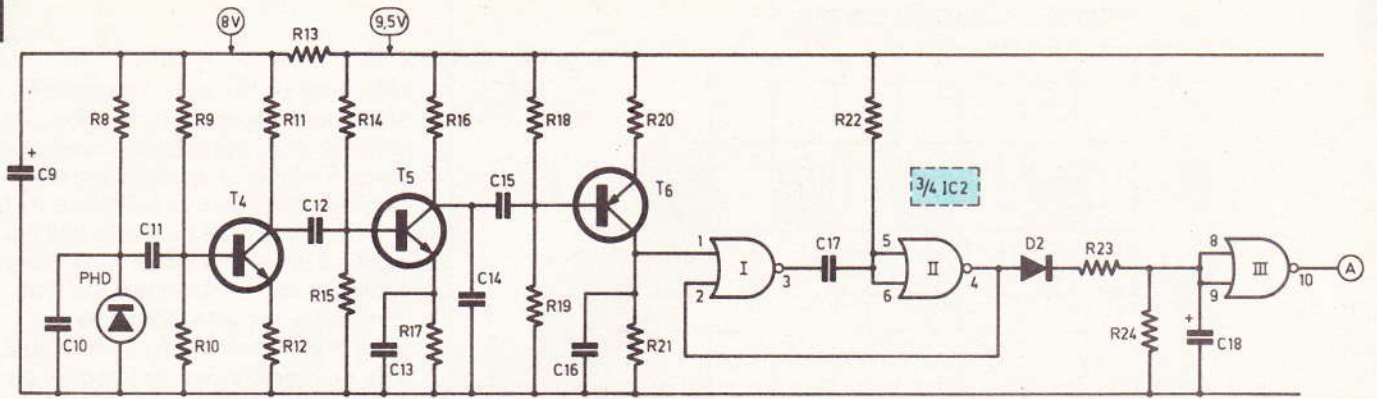 8V
9,5V
R13
R8
R9
R11
R14
R16
R18
R20
R22
C9
+
T4
T5
T6
3/4 IC2
C11
C12
C15
PHD
C10
R10
R12
R15
C13
R17
C14
R19
C16
R21
1
2
I
3
C17
5
6
II
4
D2
R23
R24
8
9
III
10
A
+
C18